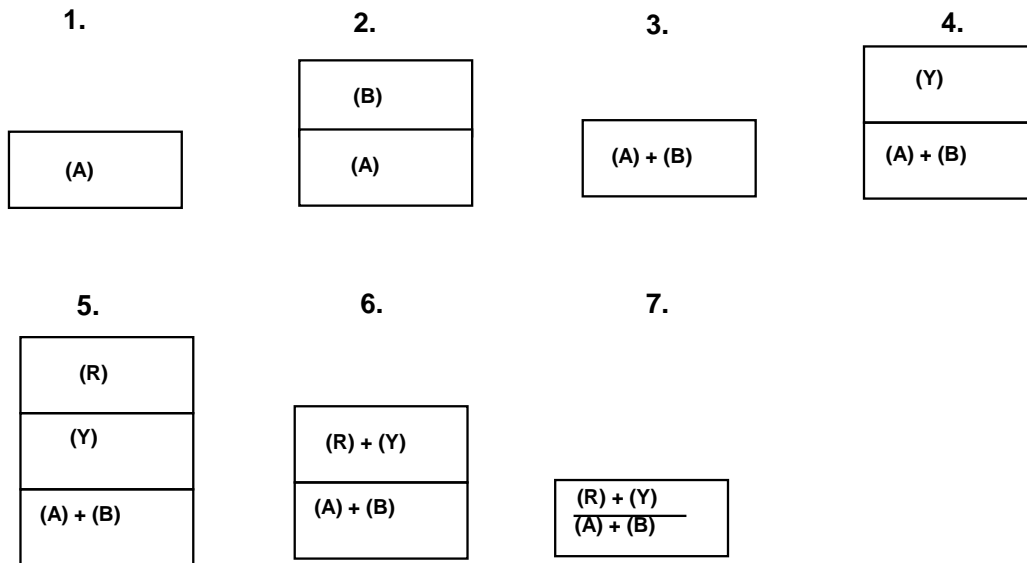 1.
2.
3.
4.
(A)
(B)
(A)
(A) + (B)
(Y)
(A) + (B)
5.
6.
7.
(R)
(Y)
(A) + (B)
(R) + (Y)
(A) + (B)
(R) + (Y)
(A) + (B)